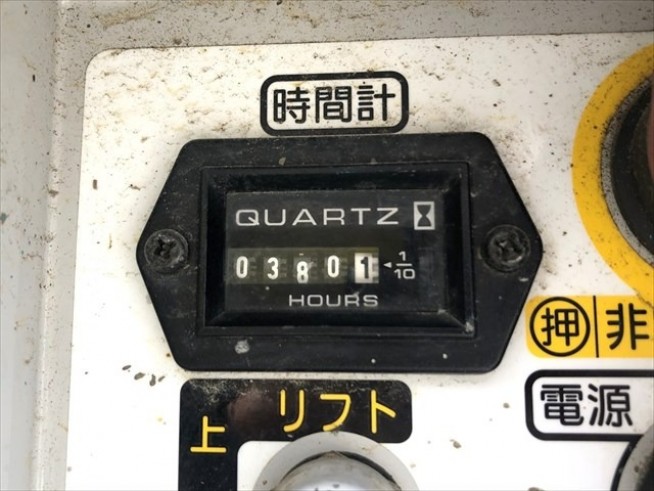 時間計
QUARTZ
03801 ◂ 1/10
HOURS
押 非
電源
リフト
上